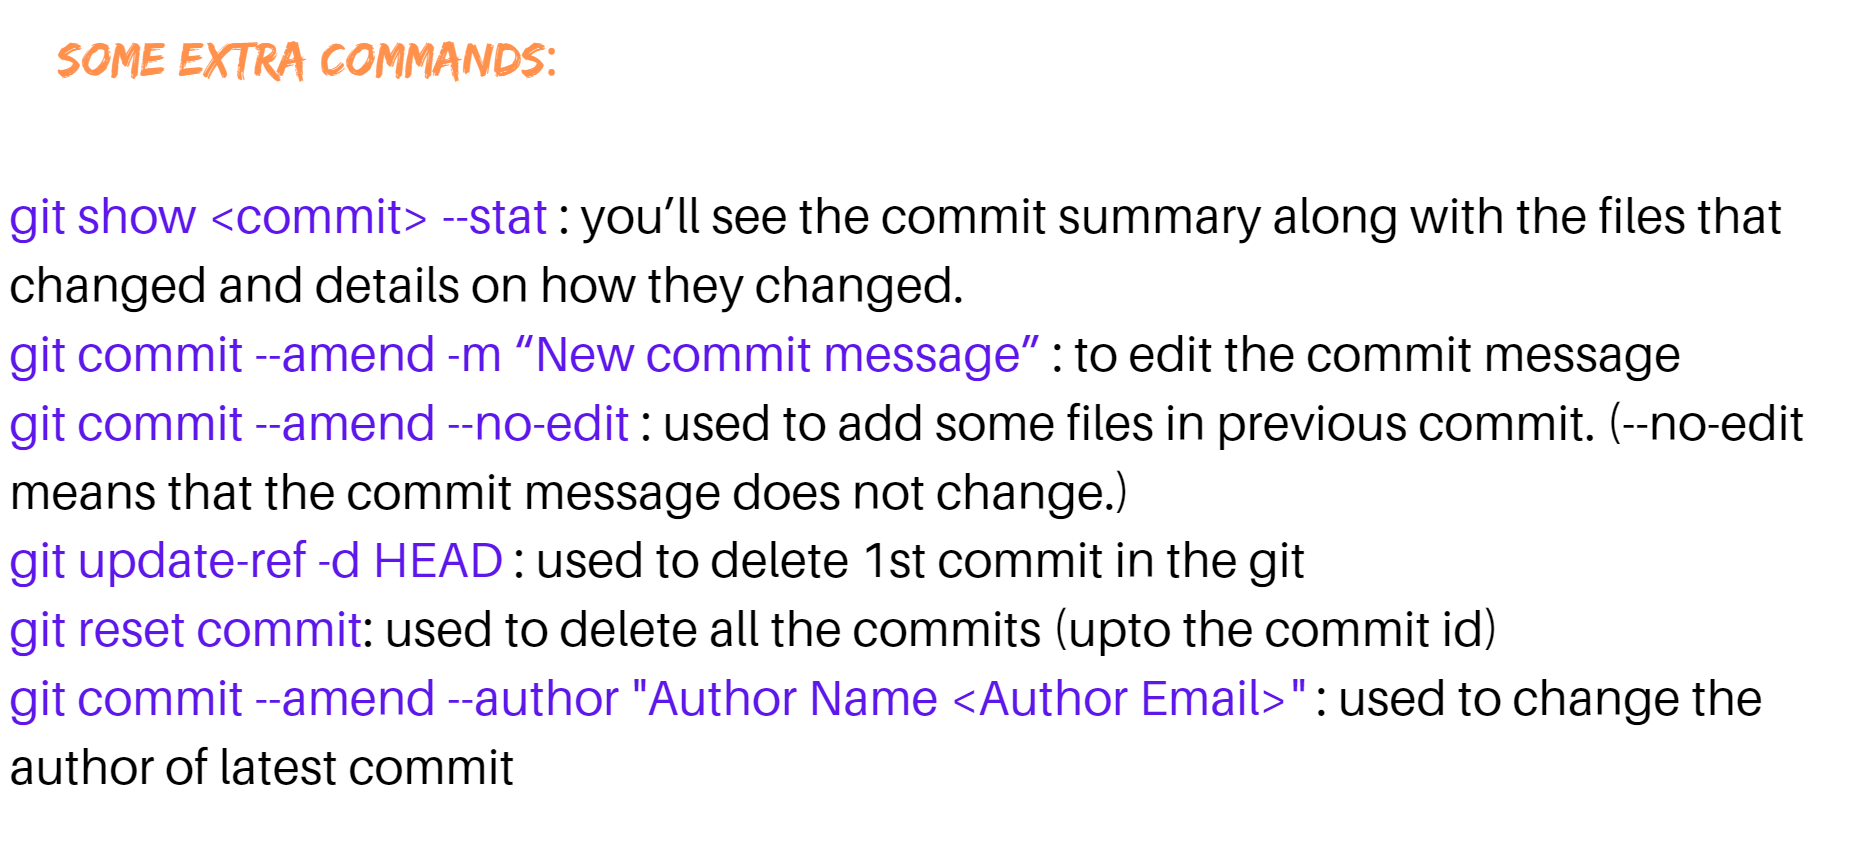 SOME EXTRA COMMANDS:
git show <commit> --stat : you’ll see the commit summary along with the files that
changed and details on how they changed.
git commit --amend -m “New commit message” : to edit the commit message
git commit --amend --no-edit : used to add some files in previous commit. (--no-edit
means that the commit message does not change.)
git update-ref -d HEAD : used to delete 1st commit in the git
git reset commit: used to delete all the commits (upto the commit id)
git commit --amend --author "Author Name <Author Email>" : used to change the
author of latest commit